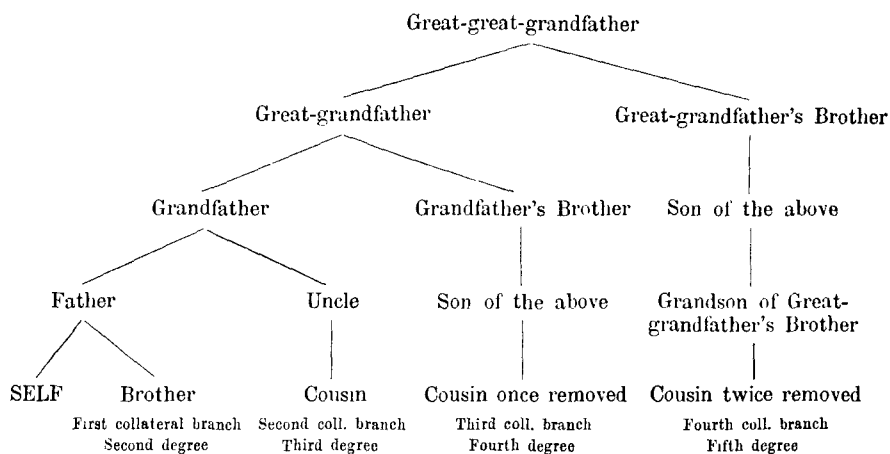 Great-great-grandfather
Great-grandfather
Great-grandfather's Brother
Grandfather
Grandfather's Brother
Son of the above
Father
Uncle
Son of the above
Grandson of Great-
grandfather's Brother
SELF
Brother
Cousin
Cousin once removed
Cousin twice removed
First collateral branch
Second coll. branch
Third coll. branch
Fourth coll. branch
Second degree
Third degree
Fourth degree
Fifth degree